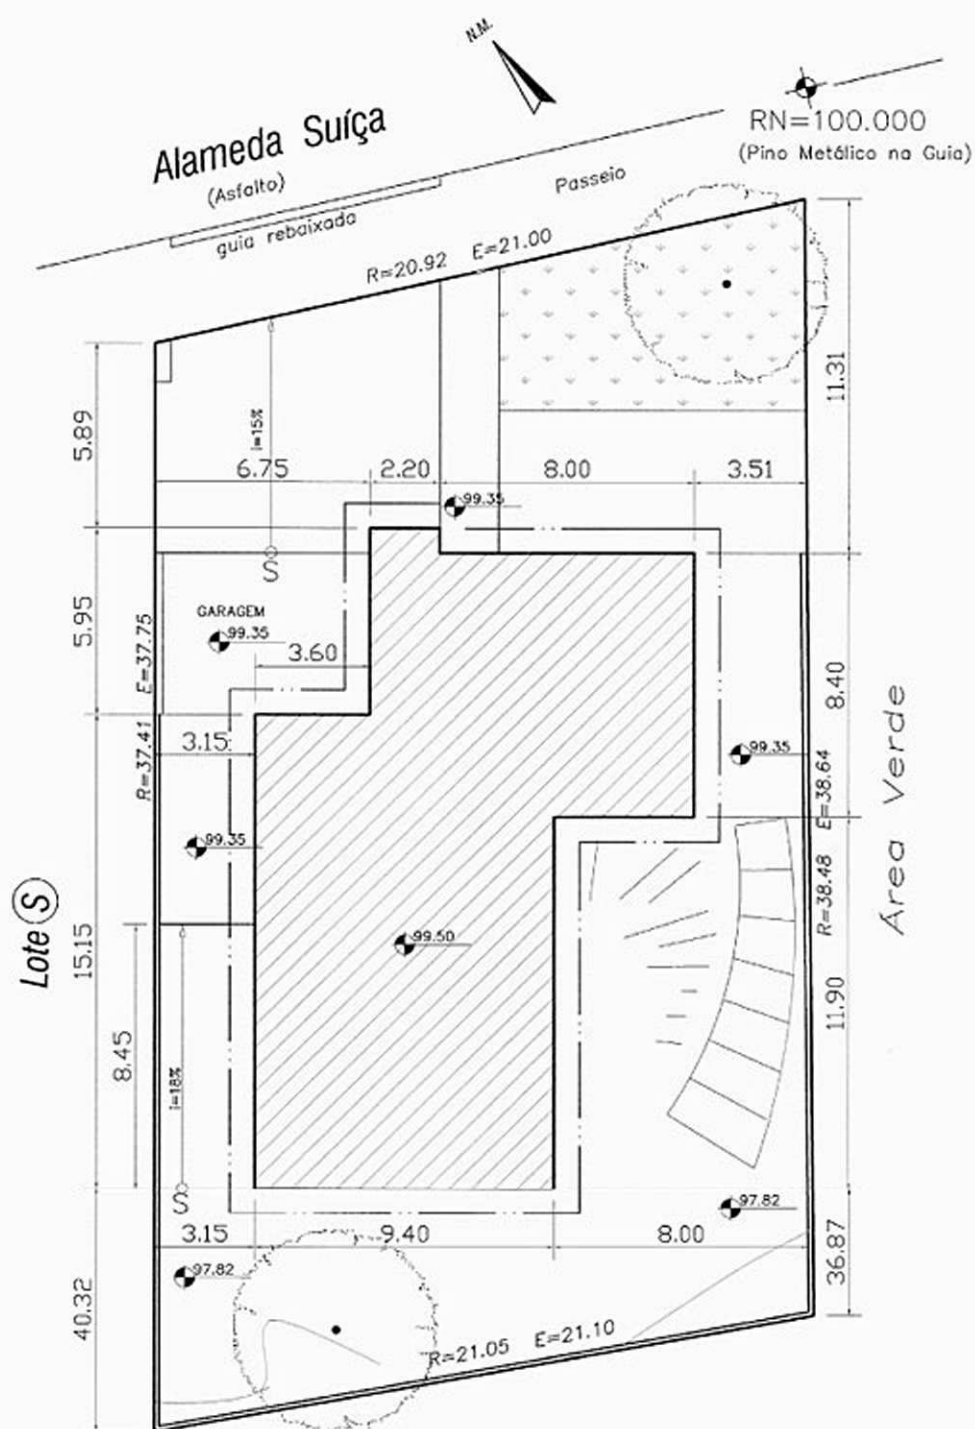 N.M.
Alameda Suíça
(Asfalto)
guia rebaixada
Passeio
RN=100.000
(Pino Metálico na Guia)
R=20.92 E=21.00
5.89
i=15%
11.31
6.75 2.20 8.00 3.51
99.35
S
GARAGEM
99.35
5.95
E=37.75
3.60
8.40
R=37.41
3.15
99.35
E=38.64
Área Verde
99.35
R=38.48
Lote S
15.15
99.50
11.90
8.45
i=18%
S
97.82
3.15 9.40 8.00
36.87
97.82
40.32
R=21.05 E=21.10